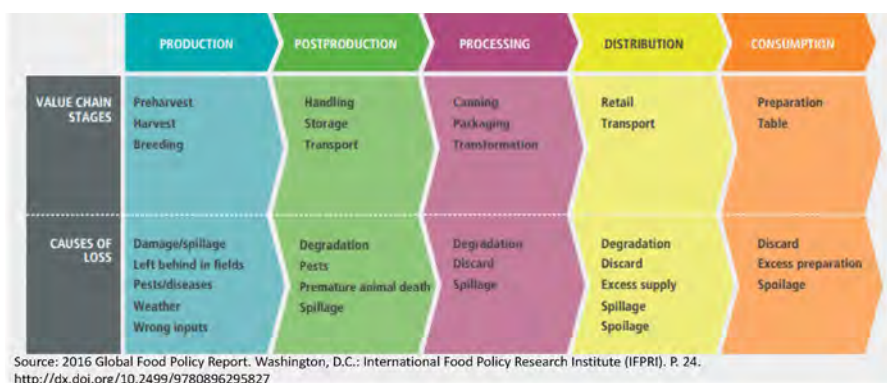 PRODUCTION
POSTPRODUCTION
PROCESSING
DISTRIBUTION
CONSUMPTION
VALUE CHAIN
STAGES
Preharvest
Harvest
Breeding
Handling
Storage
Transport
Canning
Packaging
Transformation
Retail
Transport
Preparation
Table
CAUSES OF
LOSS
Damage/spillage
Left behind in fields
Pests/diseases
Weather
Wrong inputs
Degradation
Pests
Premature animal death
Spillage
Degradation
Discard
Spillage
Degradation
Discard
Excess supply
Spillage
Spoilage
Discard
Excess preparation
Spoilage
Source: 2016 Global Food Policy Report. Washington, D.C.: International Food Policy Research Institute (IFPRI). P. 24.
http://dx.doi.org/10.2499/9780896295827